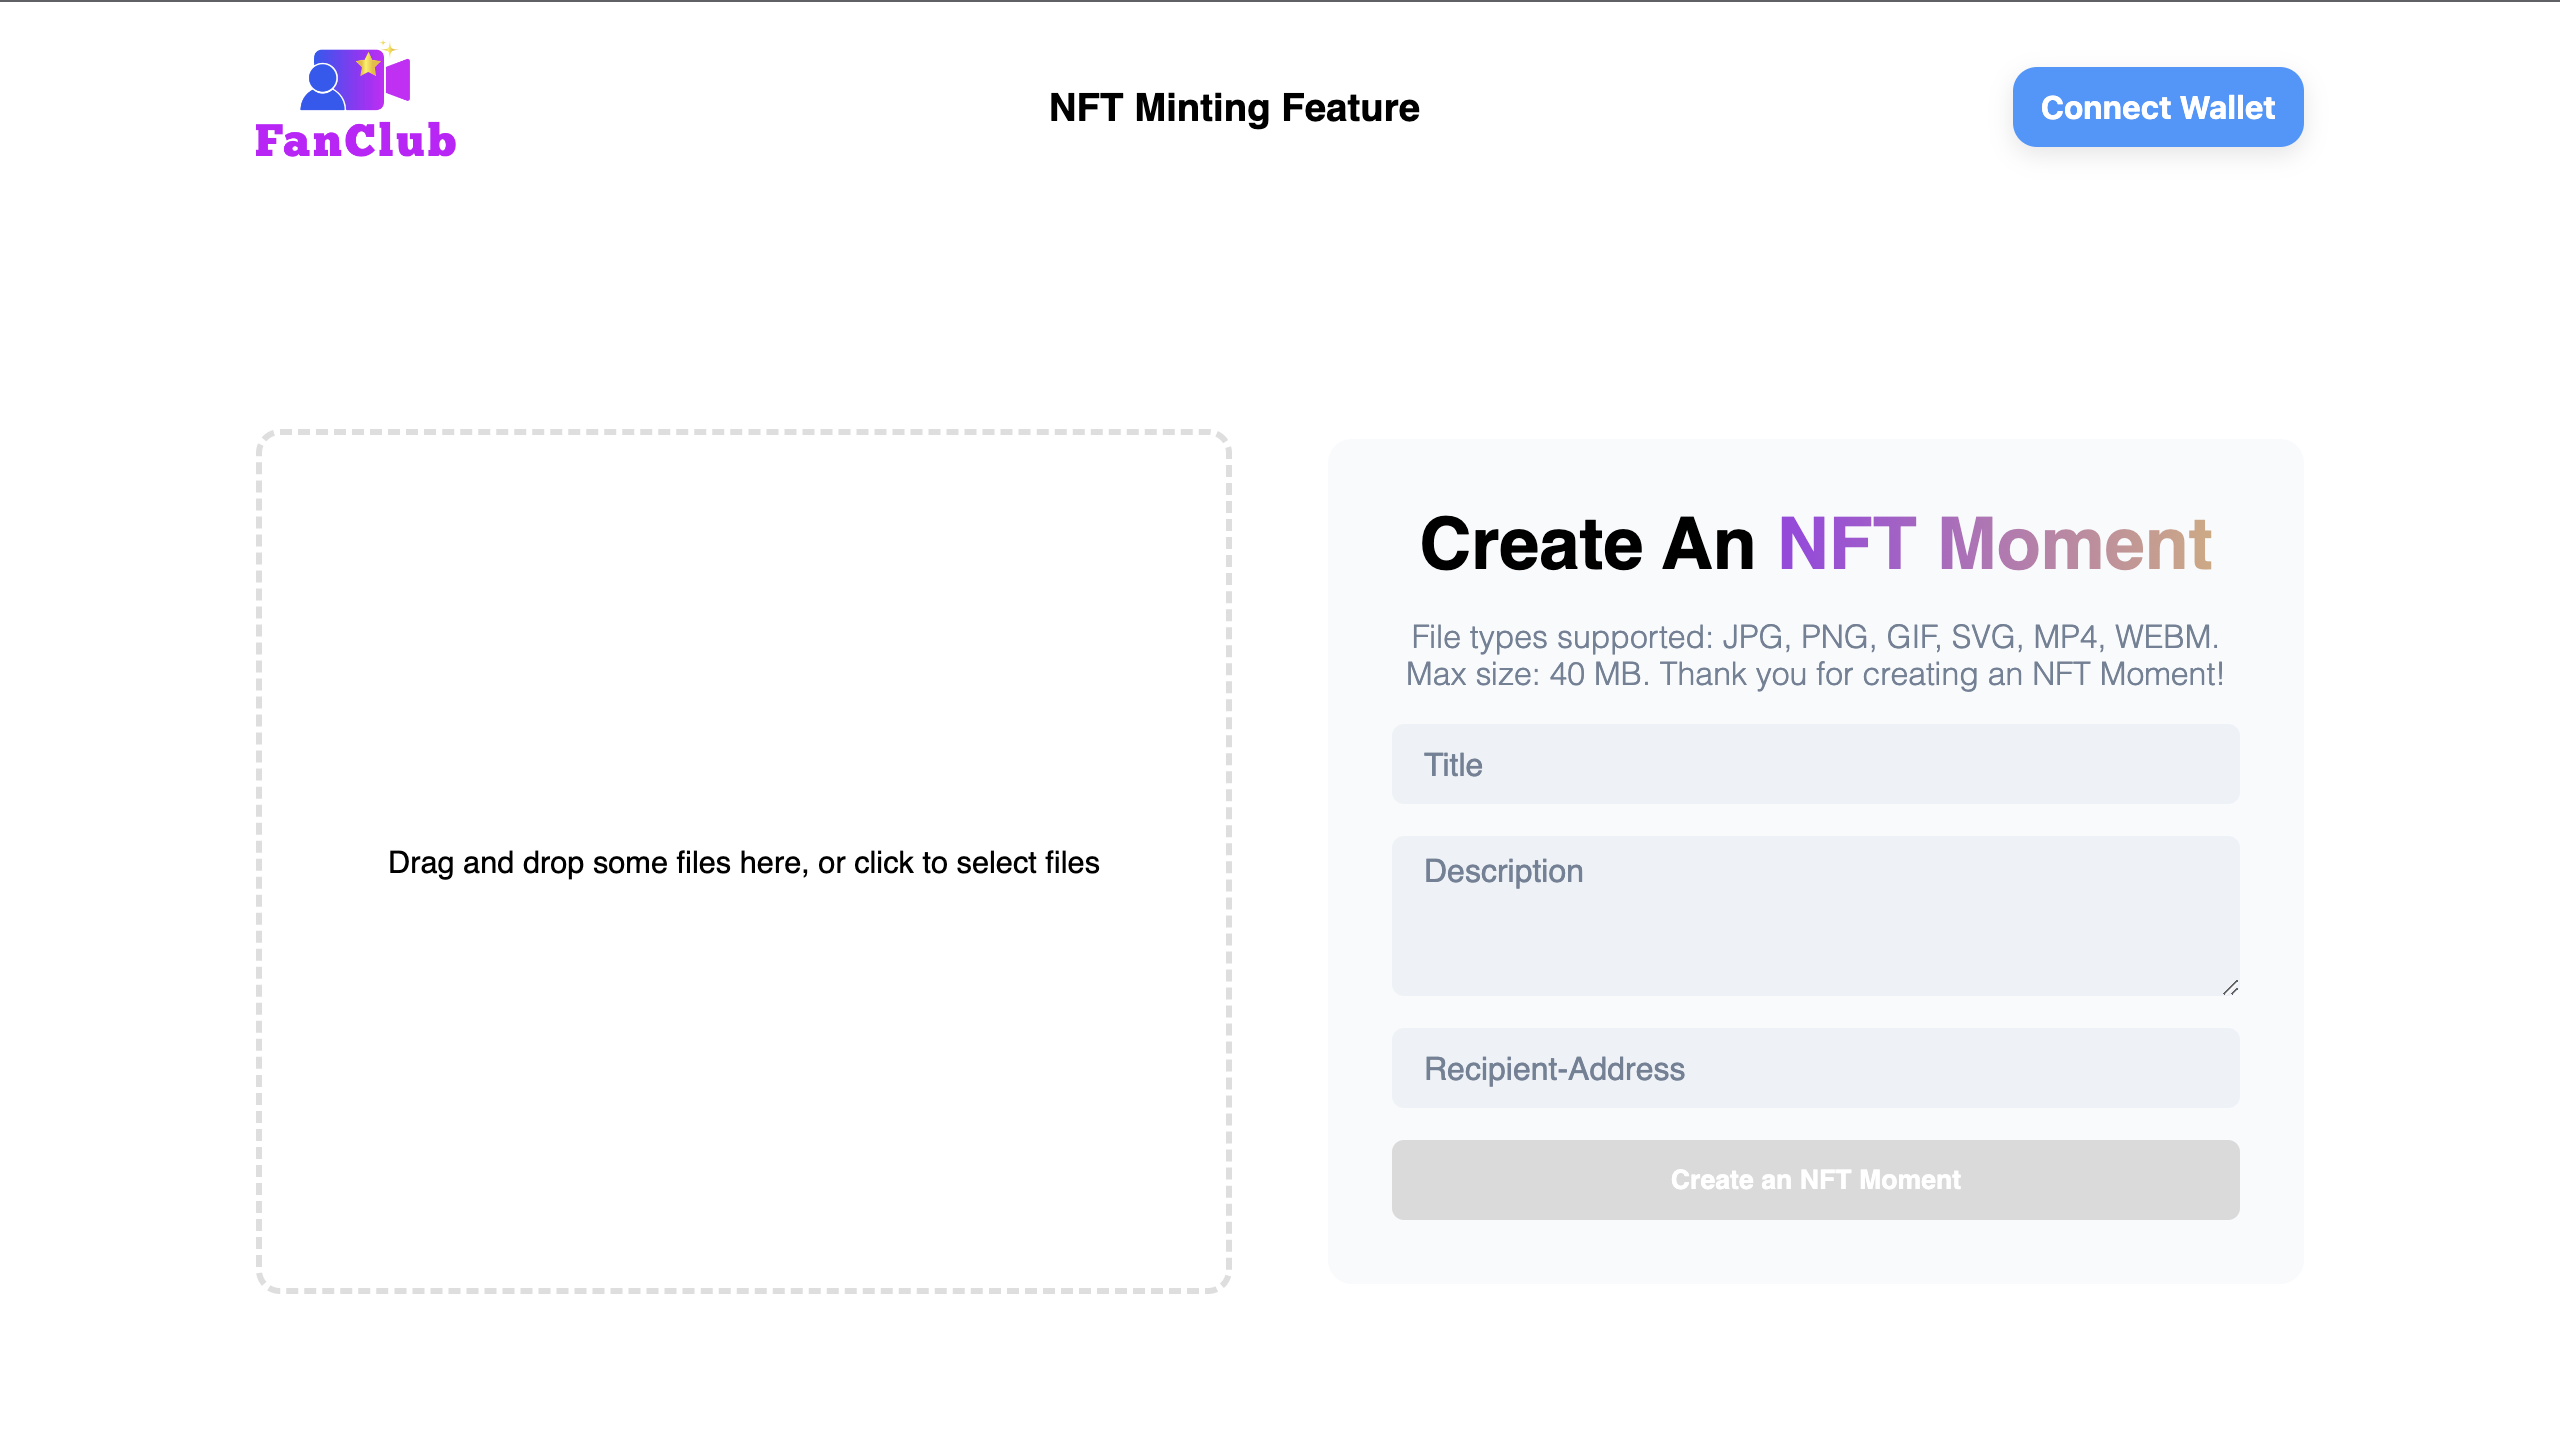 FanClub
NFT Minting Feature
Connect Wallet
Drag and drop some files here, or click to select files
Create An NFT Moment
File types supported: JPG, PNG, GIF, SVG, MP4, WEBM.
Max size: 40 MB. Thank you for creating an NFT Moment!
Title
Description
Recipient-Address
Create an NFT Moment